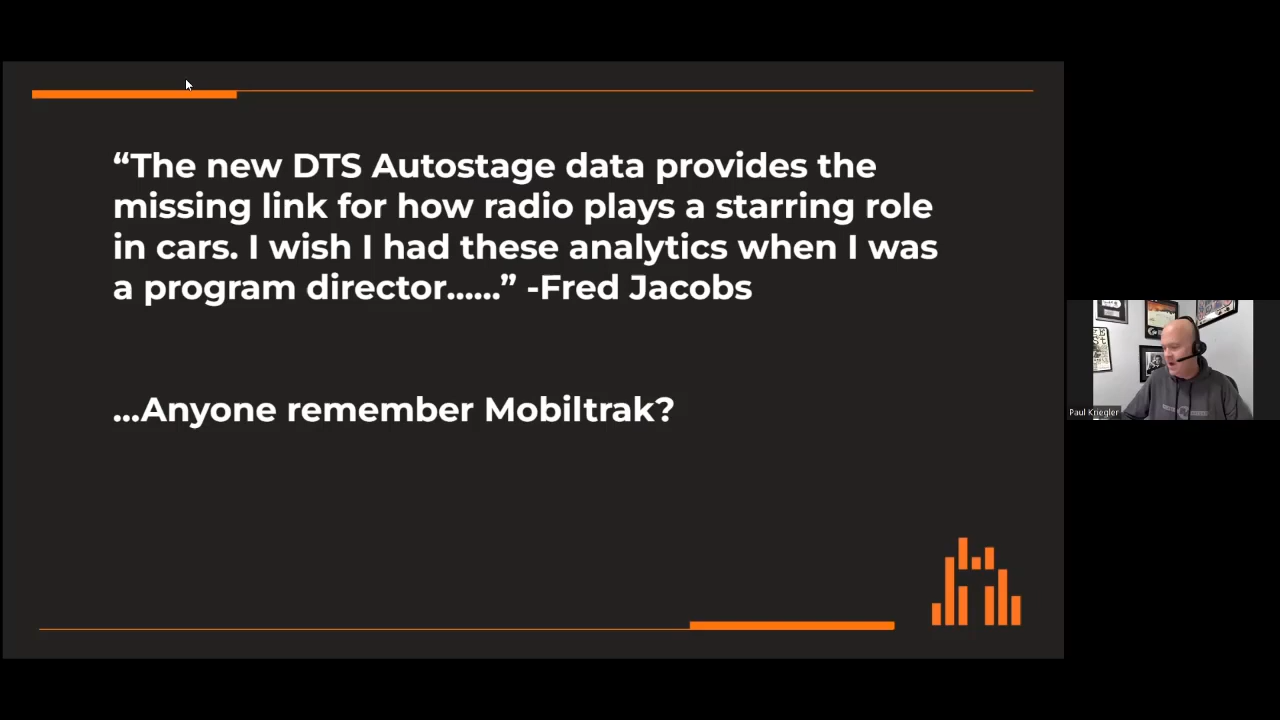 “The new DTS Autostage data provides the
missing link for how radio plays a starring role
in cars. I wish I had these analytics when I was
a program director......” -Fred Jacobs
...Anyone remember Mobiltrak?
Paul Kriegler